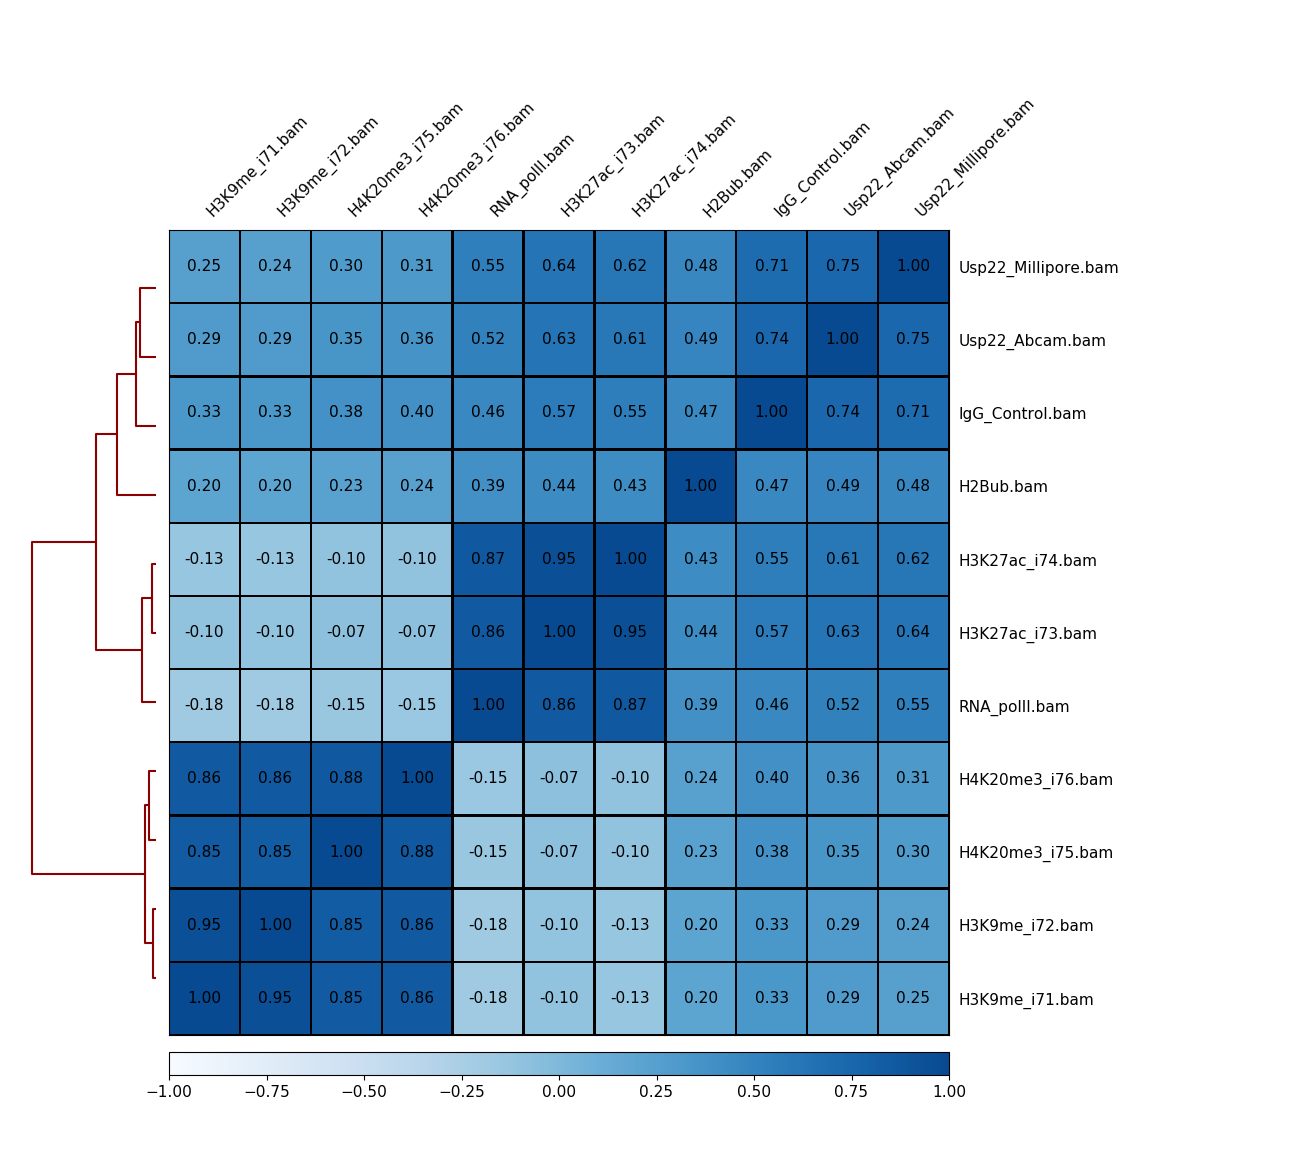 H3K9me_i71.bam H3K9me_i72.bam H4K20me3_i75.bam H4K20me3_i76.bam RNA_polII.bam H3K27ac_i73.bam H3K27ac_i74.bam H2Bub.bam IgG_Control.bam Usp22_Abcam.bam Usp22_Millipore.bam
0.25 0.24 0.30 0.31 0.55 0.64 0.62 0.48 0.71 0.75 1.00 Usp22_Millipore.bam
0.29 0.29 0.35 0.36 0.52 0.63 0.61 0.49 0.74 1.00 0.75 Usp22_Abcam.bam
0.33 0.33 0.38 0.40 0.46 0.57 0.55 0.47 1.00 0.74 0.71 IgG_Control.bam
0.20 0.20 0.23 0.24 0.39 0.44 0.43 1.00 0.47 0.49 0.48 H2Bub.bam
-0.13 -0.13 -0.10 -0.10 0.87 0.95 1.00 0.43 0.55 0.61 0.62 H3K27ac_i74.bam
-0.10 -0.10 -0.07 -0.07 0.86 1.00 0.95 0.44 0.57 0.63 0.64 H3K27ac_i73.bam
-0.18 -0.18 -0.15 -0.15 1.00 0.86 0.87 0.39 0.46 0.52 0.55 RNA_polII.bam
0.86 0.86 0.88 1.00 -0.15 -0.07 -0.10 0.24 0.40 0.36 0.31 H4K20me3_i76.bam
0.85 0.85 1.00 0.88 -0.15 -0.07 -0.10 0.23 0.38 0.35 0.30 H4K20me3_i75.bam
0.95 1.00 0.85 0.86 -0.18 -0.10 -0.13 0.20 0.33 0.29 0.24 H3K9me_i72.bam
1.00 0.95 0.85 0.86 -0.18 -0.10 -0.13 0.20 0.33 0.29 0.25 H3K9me_i71.bam
−1.00 −0.75 −0.50 −0.25 0.00 0.25 0.50 0.75 1.00